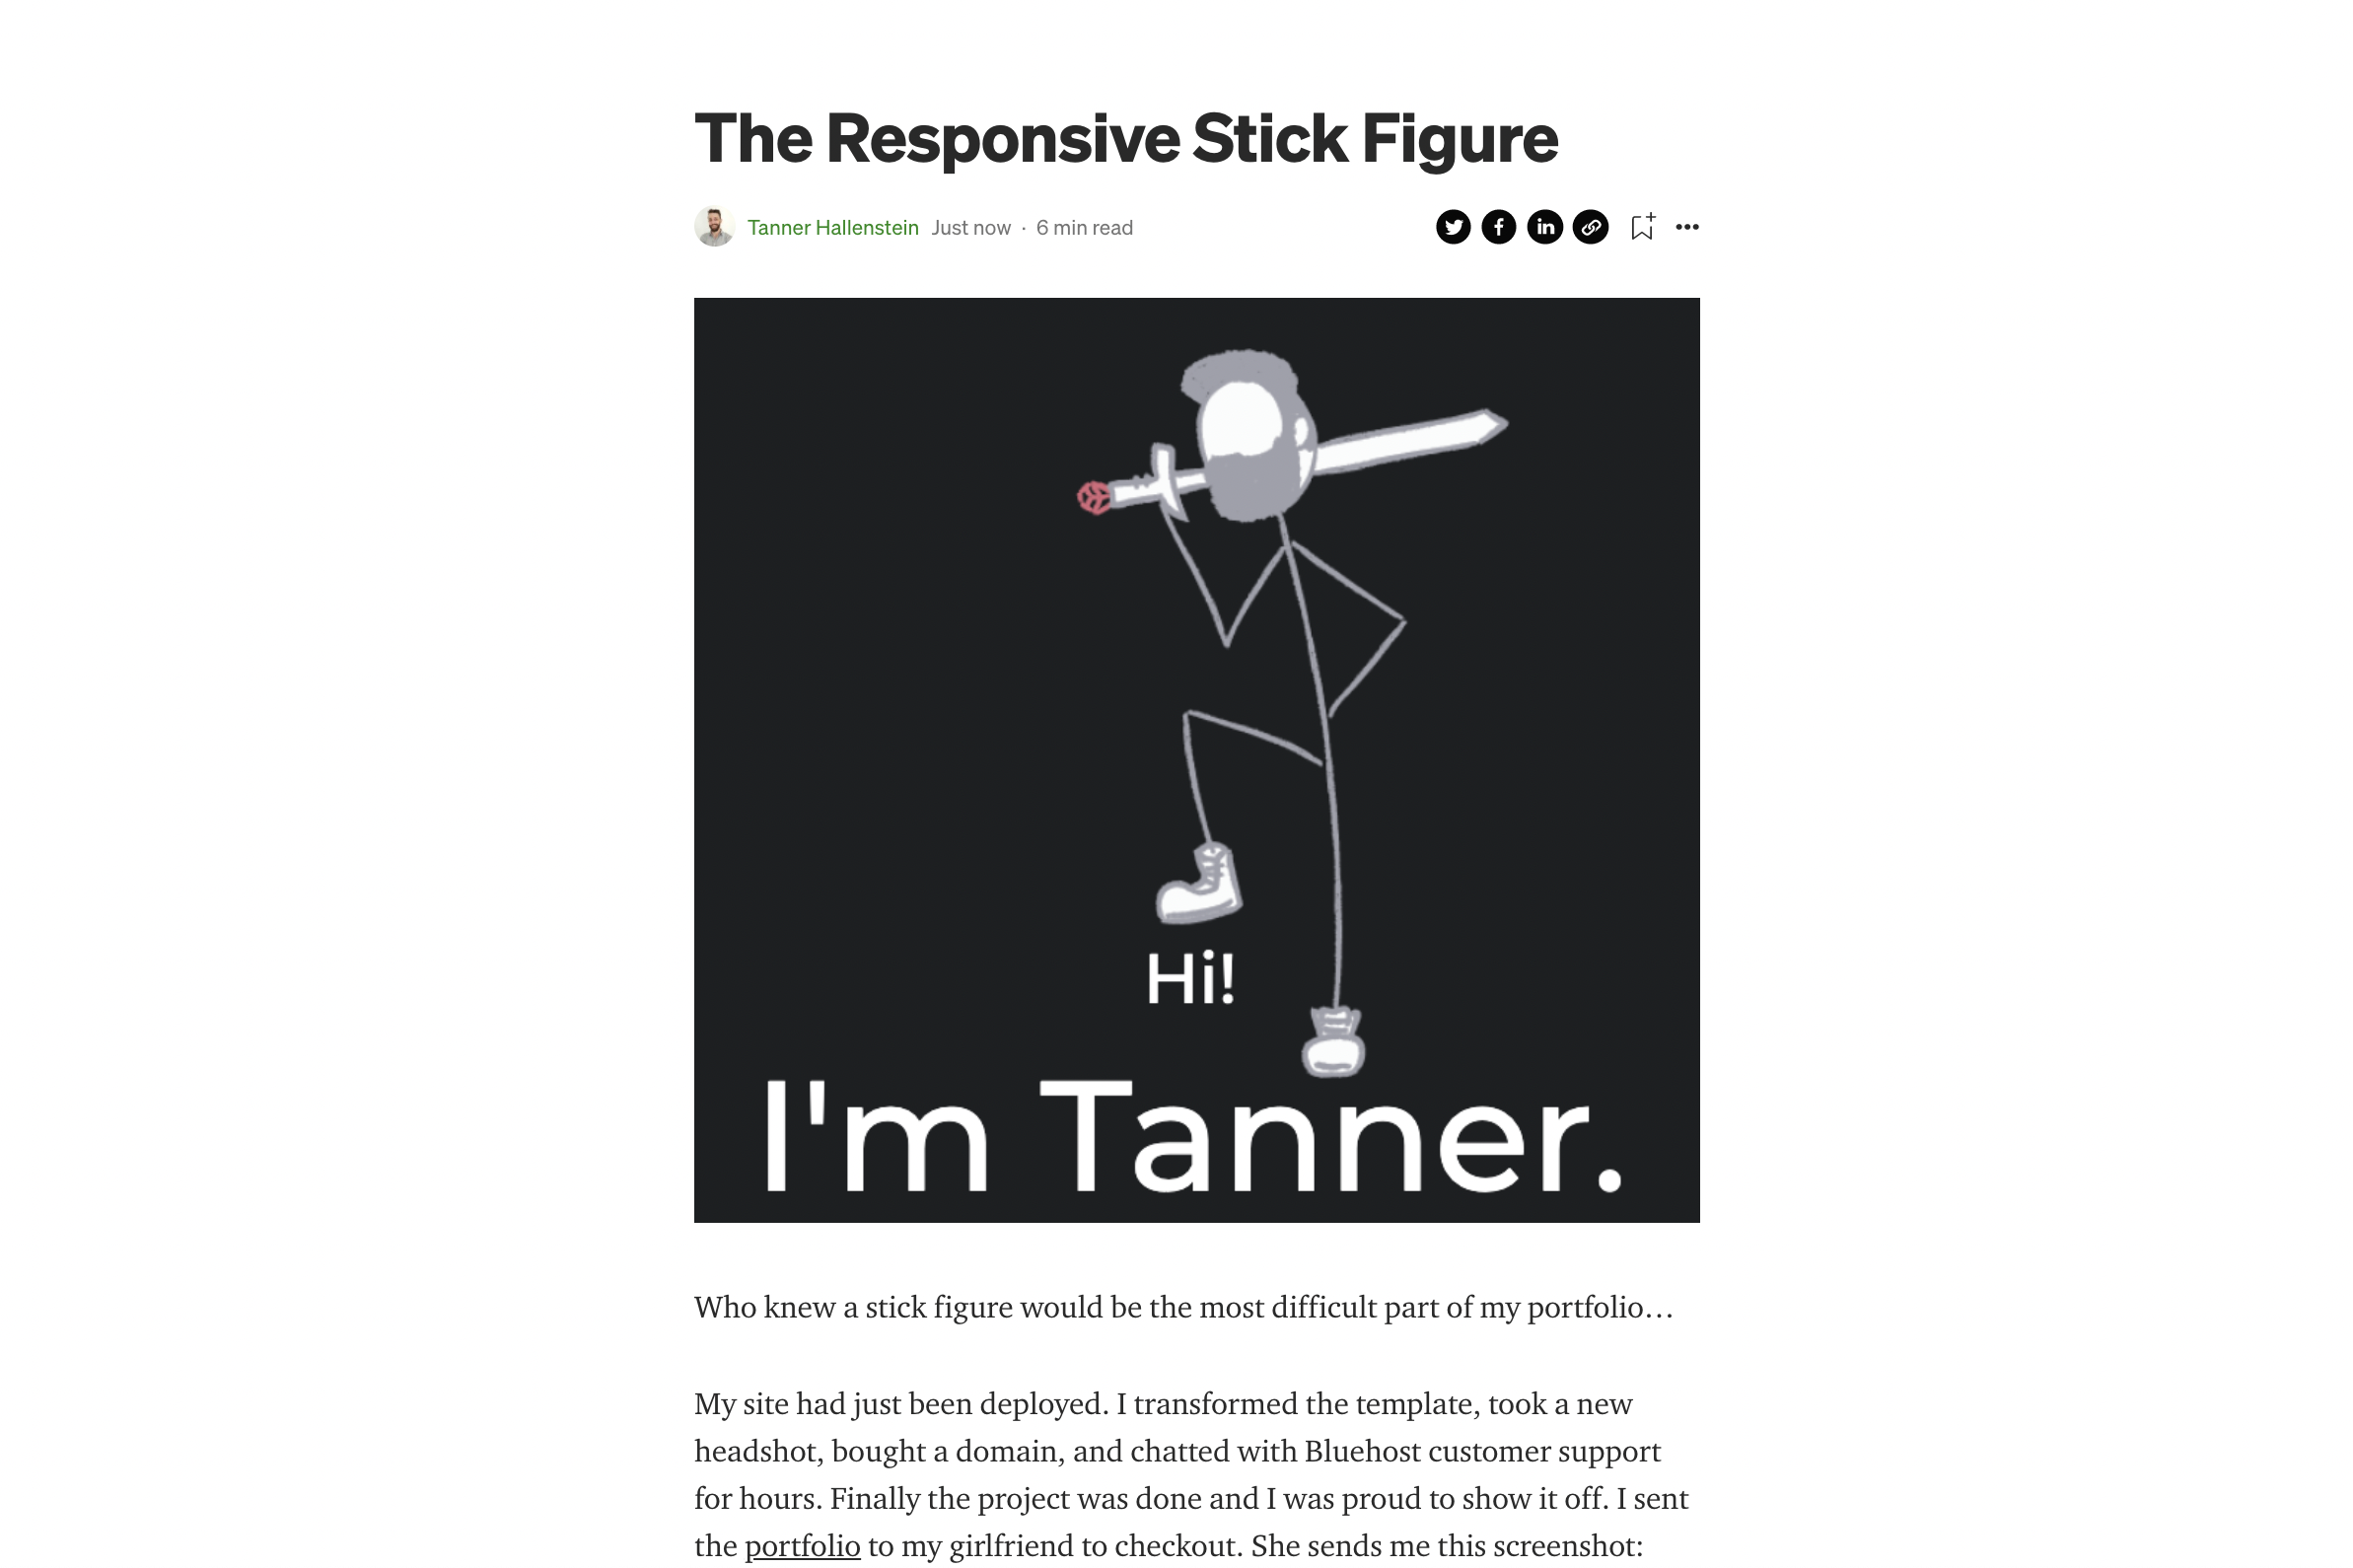 The Responsive Stick Figure
Tanner Hallenstein Just now · 6 min read
Hi!
I'm Tanner.
Who knew a stick figure would be the most difficult part of my portfolio…
My site had just been deployed. I transformed the template, took a new
headshot, bought a domain, and chatted with Bluehost customer support
for hours. Finally the project was done and I was proud to show it off. I sent
the portfolio to my girlfriend to checkout. She sends me this screenshot: